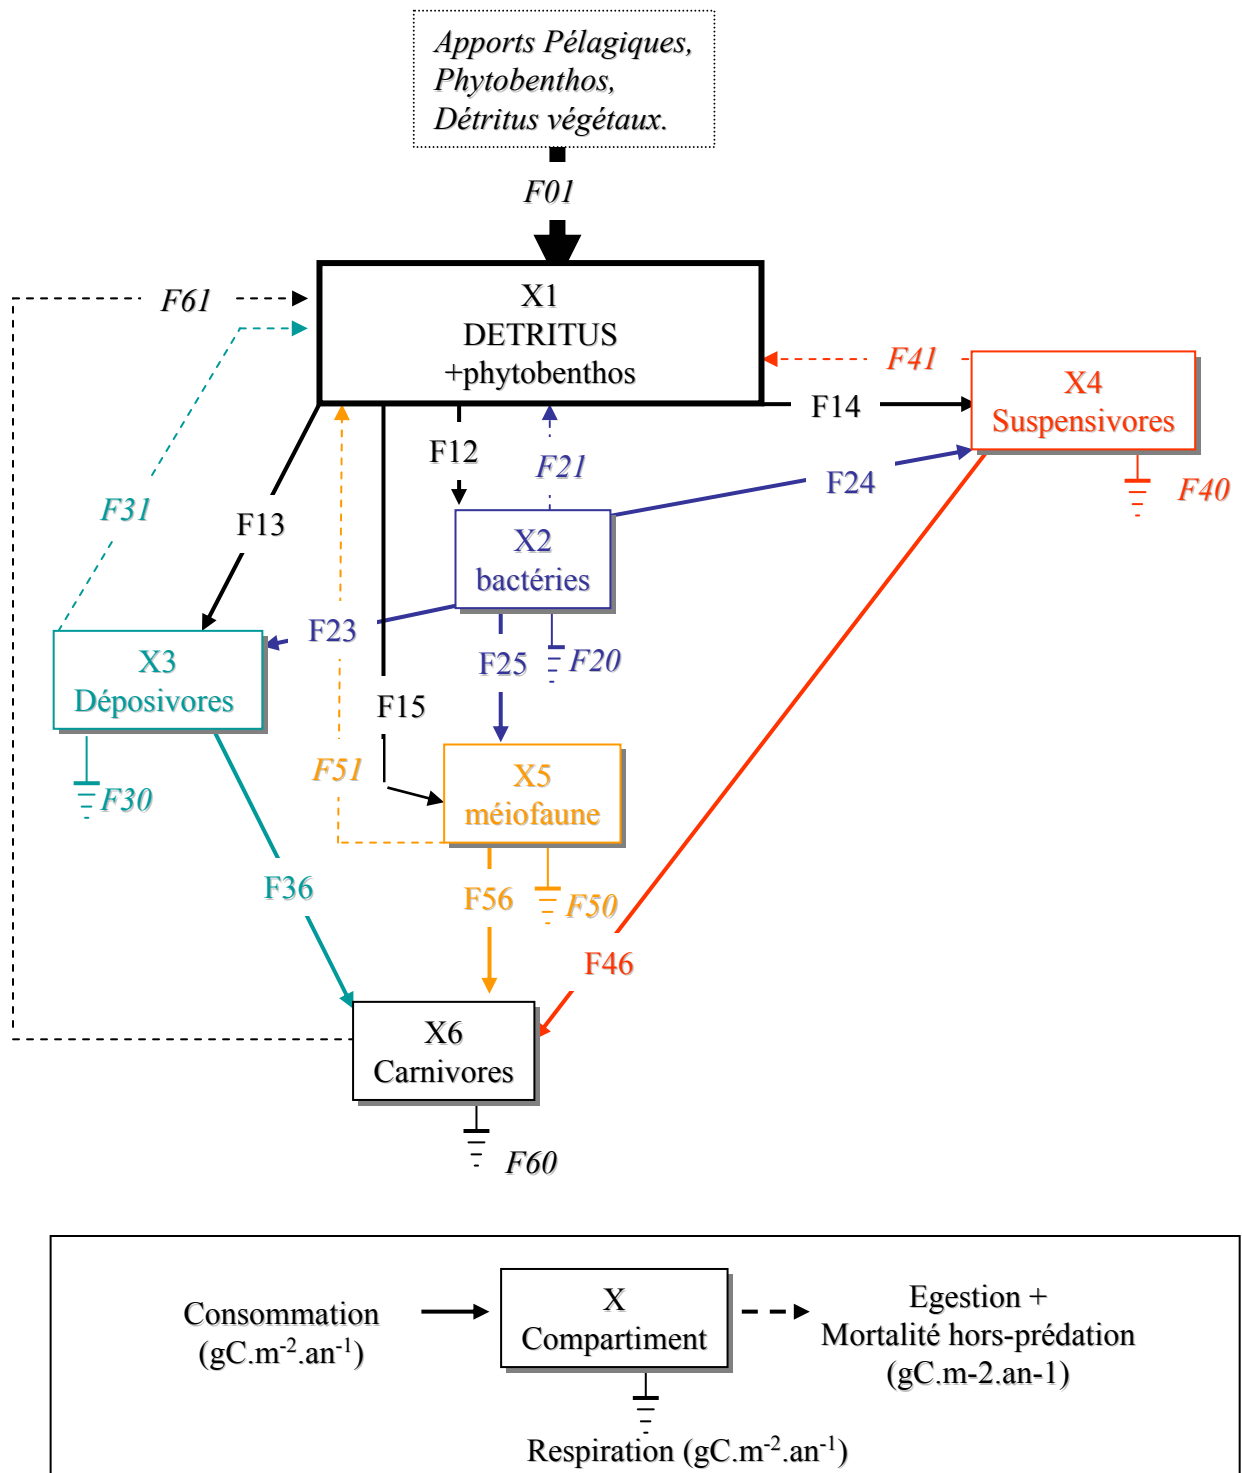 Apports Pélagiques,
Phytobenthos,
Détritus végétaux.
F01
X1
DETRITUS
+phytobenthos
F61
F41
X4
Suspensivores
F14
F12
F21
F24
F40
F31
F13
X2
bactéries
F23
F25
F20
X3
Déposivores
F15
F51
X5
méiofaune
F30
F36
F56
F50
F46
X6
Carnivores
F60
Consommation
(gC.m-2.an-1)
X
Compartiment
Egestion +
Mortalité hors-prédation
(gC.m-2.an-1)
Respiration (gC.m-2.an-1)